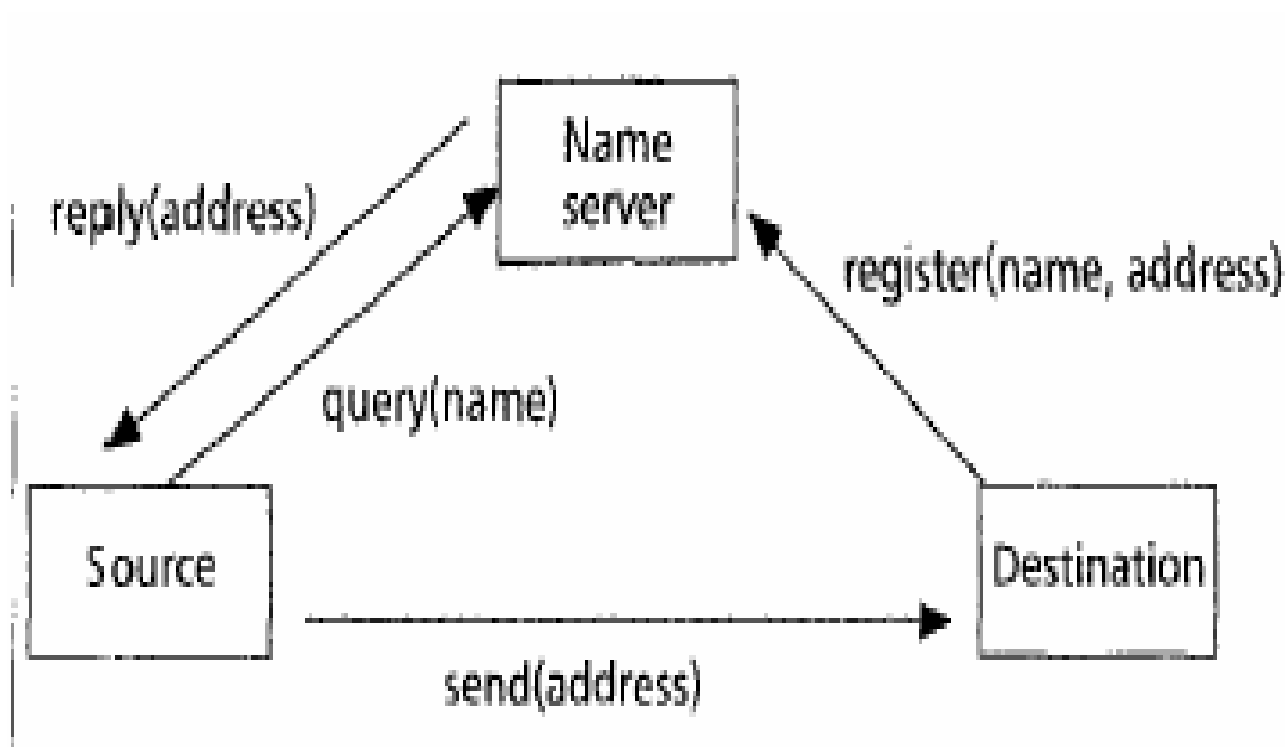 Name
server
reply(address)
register(name, address)
query(name)
Source
Destination
send(address)